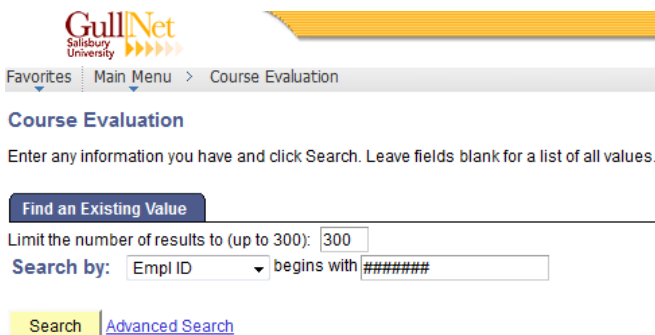 GullNet
Salisbury
University
Favorites Main Menu > Course Evaluation
Course Evaluation
Enter any information you have and click Search. Leave fields blank for a list of all values.
Find an Existing Value
Limit the number of results to (up to 300): 300
Search by: Empl ID begins with #######
Search Advanced Search